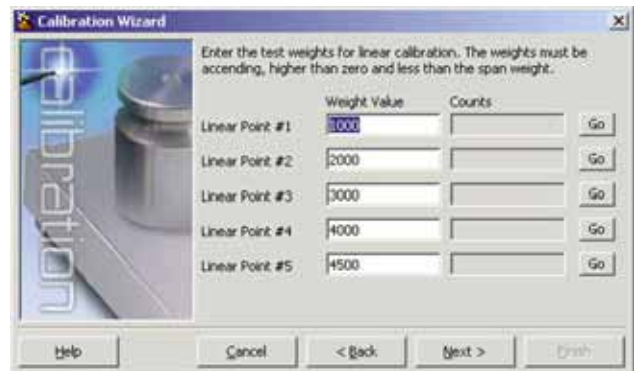 Calibration Wizard
calibration
Enter the test weights for linear calibration. The weights must be
accending, higher than zero and less than the span weight.
Weight Value Counts
Linear Point #1 1000 Go
Linear Point #2 2000 Go
Linear Point #3 3000 Go
Linear Point #4 4000 Go
Linear Point #5 4500 Go
Help Cancel < Back Next > Finish